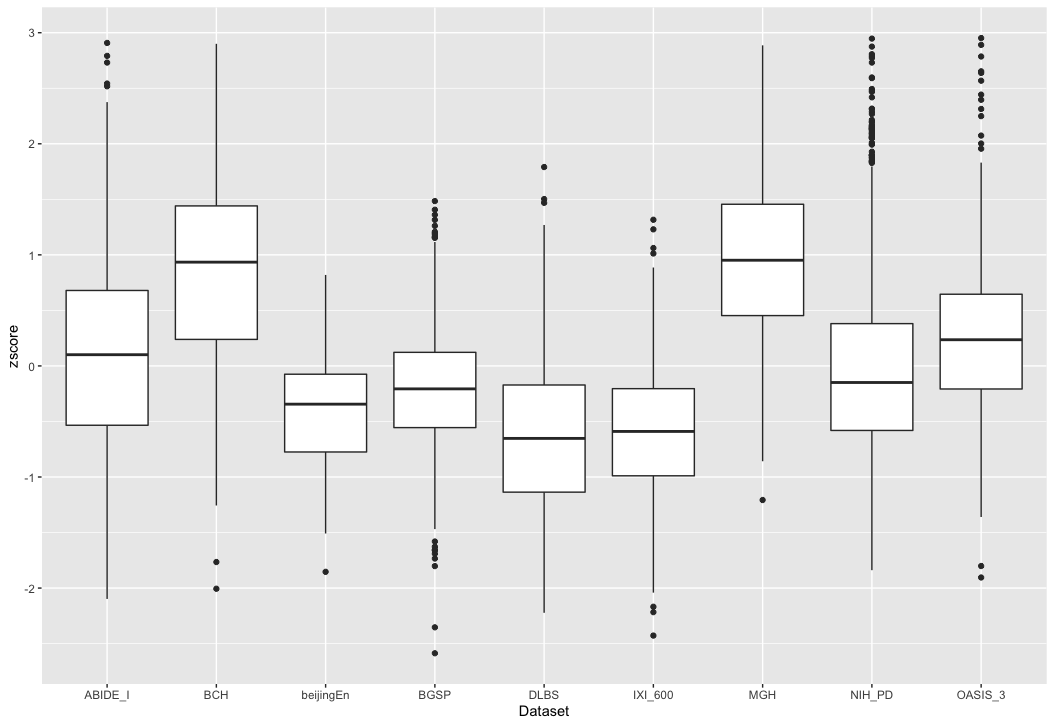 3
2
1
0
-1
-2
zscore
ABIDE_I BCH beijingEn BGSP DLBS IXI_600 MGH NIH_PD OASIS_3
Dataset